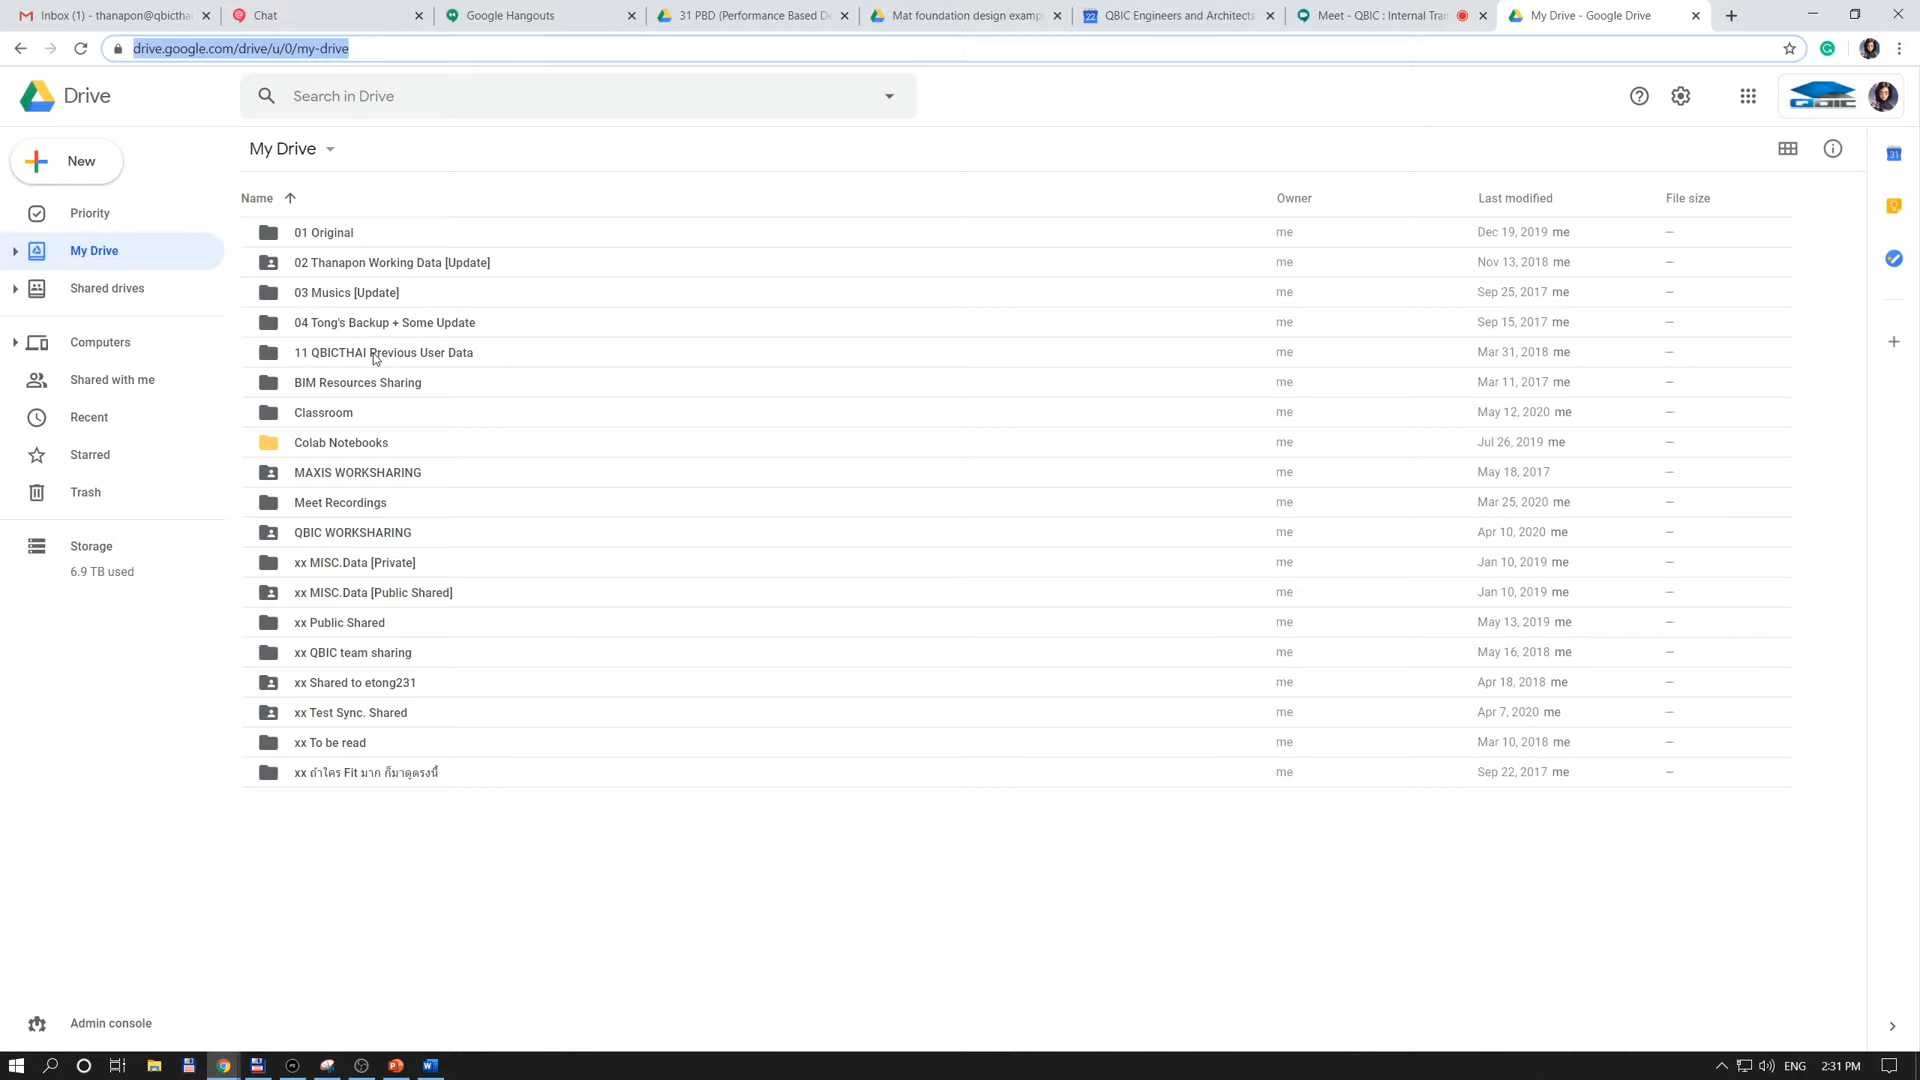 Inbox (1) - thanapon@qbictha
Chat
Google Hangouts
31 PBD (Performance Based De
Mat foundation design examp
22
QBIC Engineers and Architects
Meet - QBIC : Internal Train
My Drive - Google Drive
drive.google.com/drive/u/0/my-drive
Drive
Search in Drive
QBIC
New
My Drive
31
Name
Owner
Last modified
File size
Priority
My Drive
Shared drives
Computers
Shared with me
Recent
Starred
Trash
Storage
6.9 TB used
Admin console
01 Original me Dec 19, 2019 me –
02 Thanapon Working Data [Update] me Nov 13, 2018 me –
03 Musics [Update] me Sep 25, 2017 me –
04 Tong's Backup + Some Update me Sep 15, 2017 me –
11 QBICTHAI Previous User Data me Mar 31, 2018 me –
BIM Resources Sharing me Mar 11, 2017 me –
Classroom me May 12, 2020 me –
Colab Notebooks me Jul 26, 2019 me –
MAXIS WORKSHARING me May 18, 2017 –
Meet Recordings me Mar 25, 2020 me –
QBIC WORKSHARING me Apr 10, 2020 me –
xx MISC.Data [Private] me Jan 10, 2019 me –
xx MISC.Data [Public Shared] me Jan 10, 2019 me –
xx Public Shared me May 13, 2019 me –
xx QBIC team sharing me May 16, 2018 me –
xx Shared to etong231 me Apr 18, 2018 me –
xx Test Sync. Shared me Apr 7, 2020 me –
xx To be read me Mar 10, 2018 me –
xx ถ้าใคร Fit มาก ก็มาดูตรงนี้ me Sep 22, 2017 me –
ENG
2:31 PM